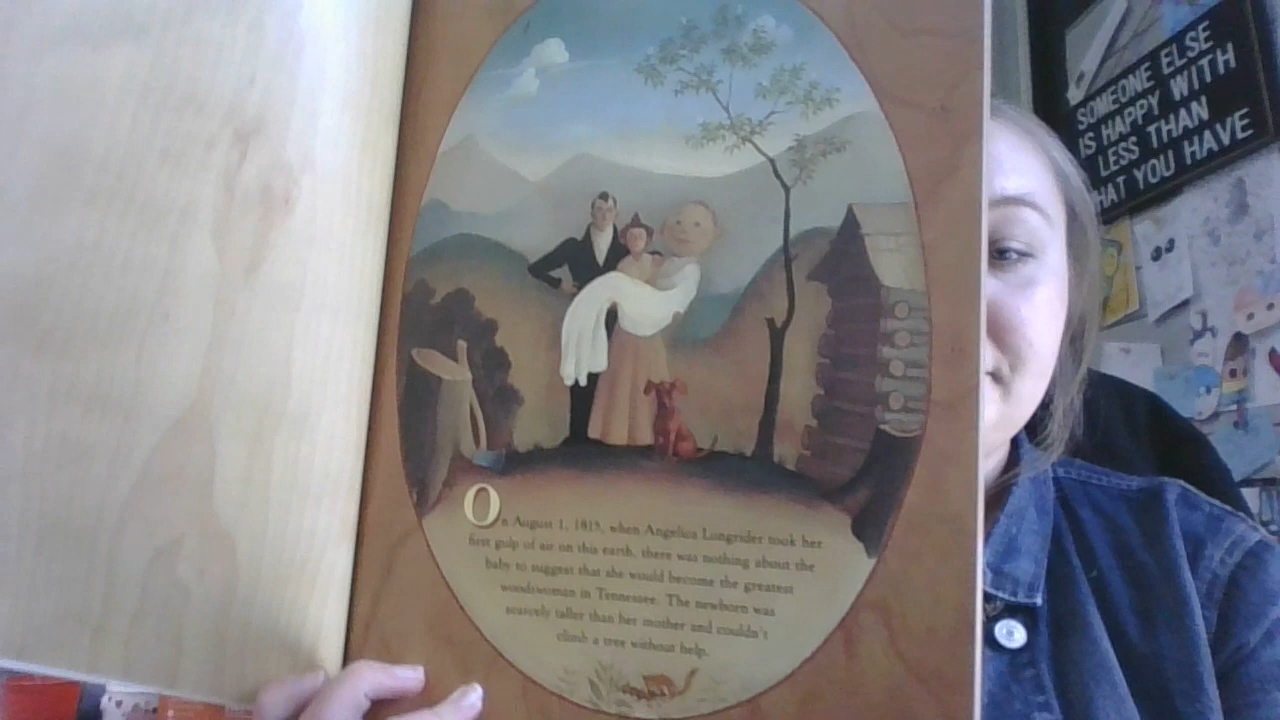 On August 1, 1815, when Angelica Longrider took her
first gulp of air on this earth, there was nothing about the
baby to suggest that she would become the greatest
woodswoman in Tennessee. The newborn was
scarcely taller than her mother and couldn't
climb a tree without help.
SOMEONE ELSE
IS HAPPY WITH
LESS THAN
HAT YOU HAVE